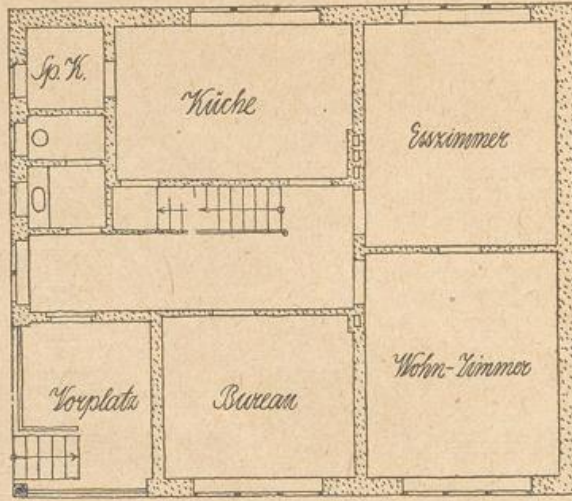 Sp. K.
Küche
Esszimmer
Wohn-Zimmer
Vorplatz
Bureau